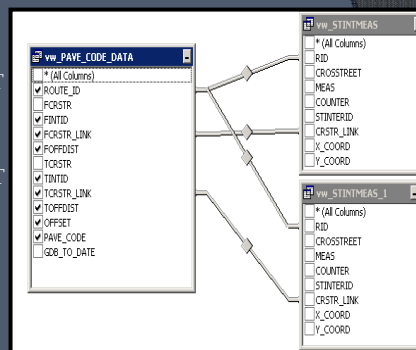 vw_PAVE_CODE_DATA
* (All Columns)
ROUTE_ID
FCRSTR
FINTID
FCRSTR_LINK
FOFFDIST
TCRSTR
TINTID
TCRSTR_LINK
TOFFDIST
OFFSET
PAVE_CODE
GDB_TO_DATE
vw_STINTMEAS
* (All Columns)
RID
CROSSTREET
MEAS
COUNTER
STINTERID
CRSTR_LINK
X_COORD
Y_COORD
vw_STINTMEAS_1
* (All Columns)
RID
CROSSTREET
MEAS
COUNTER
STINTERID
CRSTR_LINK
X_COORD
Y_COORD